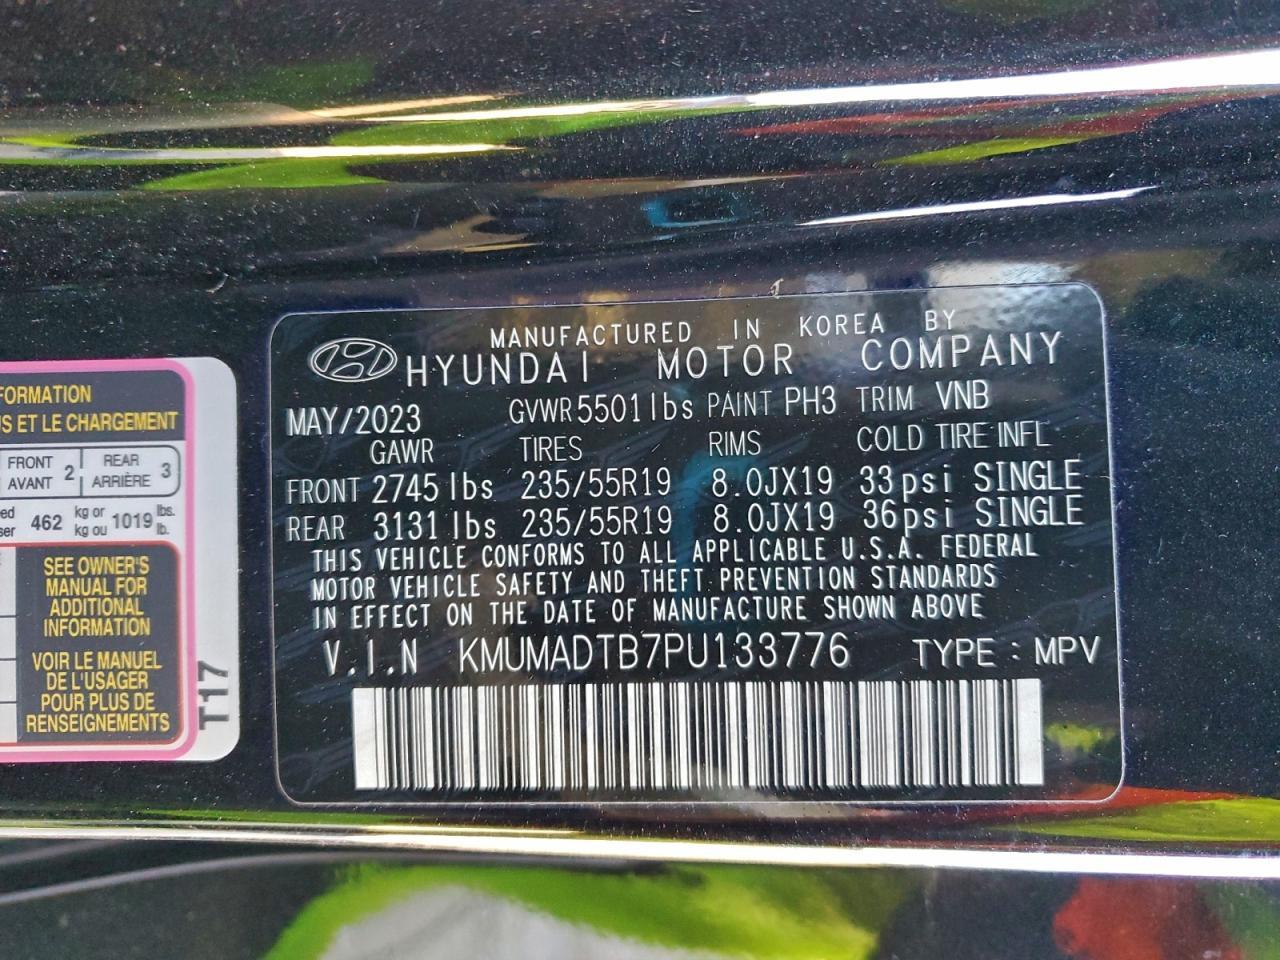 FORMATION
US ET LE CHARGEMENT
FRONT
AVANT 2
REAR
ARRIÈRE 3
462 kg or
kg ou 1019 lbs.
lb.
SEE OWNER'S
MANUAL FOR
ADDITIONAL
INFORMATION
VOIR LE MANUEL
DE L'USAGER
POUR PLUS DE
RENSEIGNEMENTS
T17
MANUFACTURED IN KOREA BY
HYUNDAI MOTOR COMPANY
MAY/2023 GVWR 5501 lbs PAINT PH3 TRIM VNB
GAWR TIRES RIMS COLD TIRE INFL
FRONT 2745 lbs 235/55R19 8.0JX19 33psi SINGLE
REAR 3131 lbs 235/55R19 8.0JX19 36psi SINGLE
THIS VEHICLE CONFORMS TO ALL APPLICABLE U.S.A. FEDERAL
MOTOR VEHICLE SAFETY AND THEFT PREVENTION STANDARDS
IN EFFECT ON THE DATE OF MANUFACTURE SHOWN ABOVE
V.I.N KMUMADTB7PU133776 TYPE : MPV